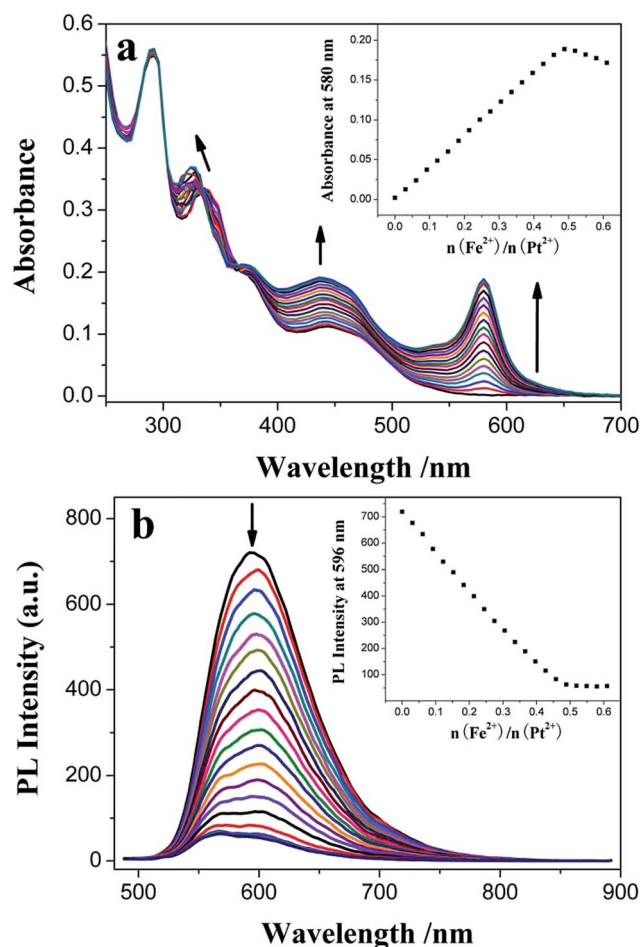 a
Absorbance
0.6
0.5
0.4
0.3
0.2
0.1
0.0
300 400 500 600 700
Wavelength /nm
Absorbance at 580 nm
0.20
0.15
0.10
0.05
0.00
0.0 0.1 0.2 0.3 0.4 0.5 0.6
n(Fe²⁺)/n(Pt²⁺)
b
PL Intensity (a.u.)
800
600
400
200
0
500 600 700 800 900
Wavelength /nm
PL Intensity at 596 nm
700
600
500
400
300
200
100
0.0 0.1 0.2 0.3 0.4 0.5 0.6
n(Fe²⁺)/n(Pt²⁺)